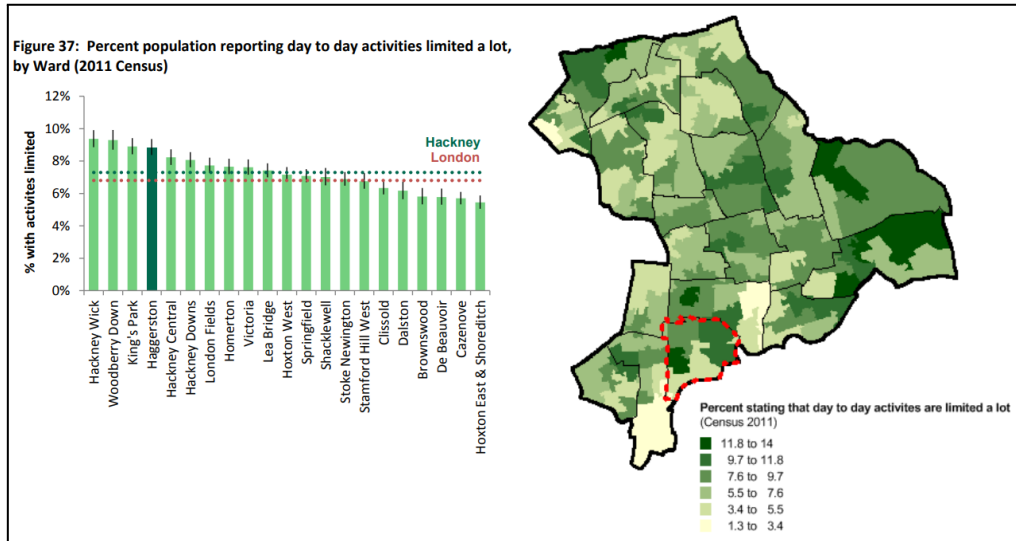 Figure 37:  Percent population reporting day to day activities limited a lot,
by Ward (2011 Census)
% with activities limited
12%
10%
8%
6%
4%
2%
0%
Hackney
London
Hackney Wick
Woodberry Down
King's Park
Haggerston
Hackney Central
Hackney Downs
London Fields
Homerton
Victoria
Lea Bridge
Hoxton West
Springfield
Shacklewell
Stoke Newington
Stamford Hill West
Clissold
Dalston
Brownswood
De Beauvoir
Cazenove
Hoxton East & Shoreditch
Percent stating that day to day activites are limited a lot
(Census 2011)
11.8 to 14
9.7 to 11.8
7.6 to 9.7
5.5 to 7.6
3.4 to 5.5
1.3 to 3.4